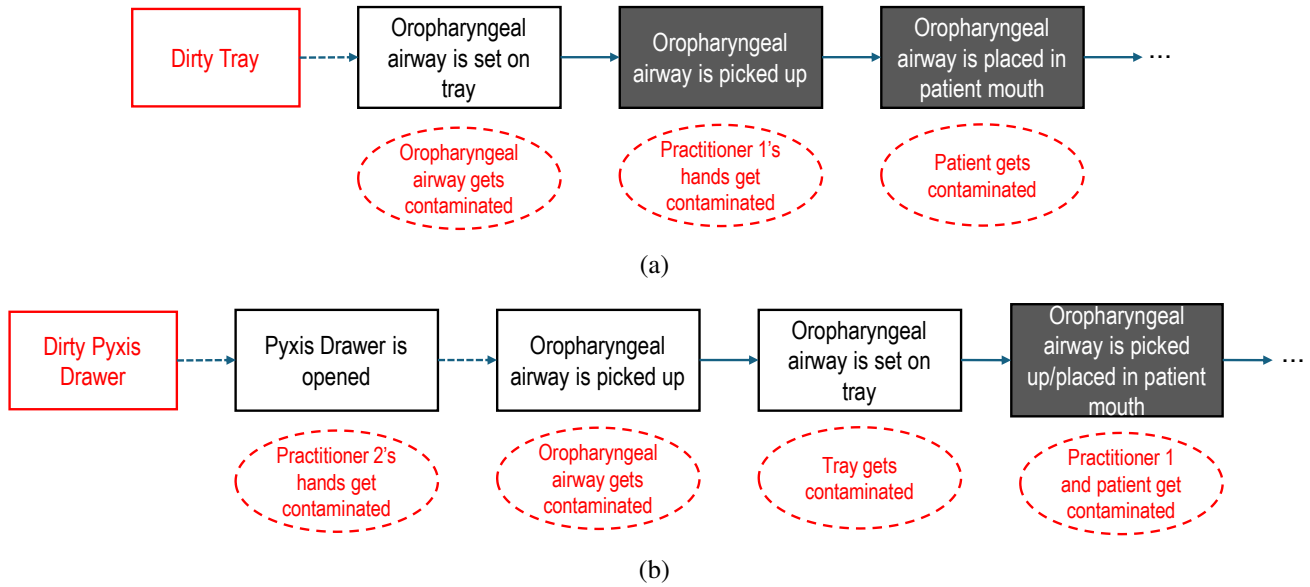 Dirty Tray
Oropharyngeal
airway is set on
tray
Oropharyngeal
airway is picked up
Oropharyngeal
airway is placed in
patient mouth
...
Oropharyngeal
airway gets
contaminated
Practitioner 1's
hands get
contaminated
Patient gets
contaminated
(a)
Dirty Pyxis
Drawer
Pyxis Drawer is
opened
Oropharyngeal
airway is picked up
Oropharyngeal
airway is set on
tray
Oropharyngeal
airway is picked
up/placed in patient
mouth
...
Practitioner 2's
hands get
contaminated
Oropharyngeal
airway gets
contaminated
Tray gets
contaminated
Practitioner 1
and patient get
contaminated
(b)